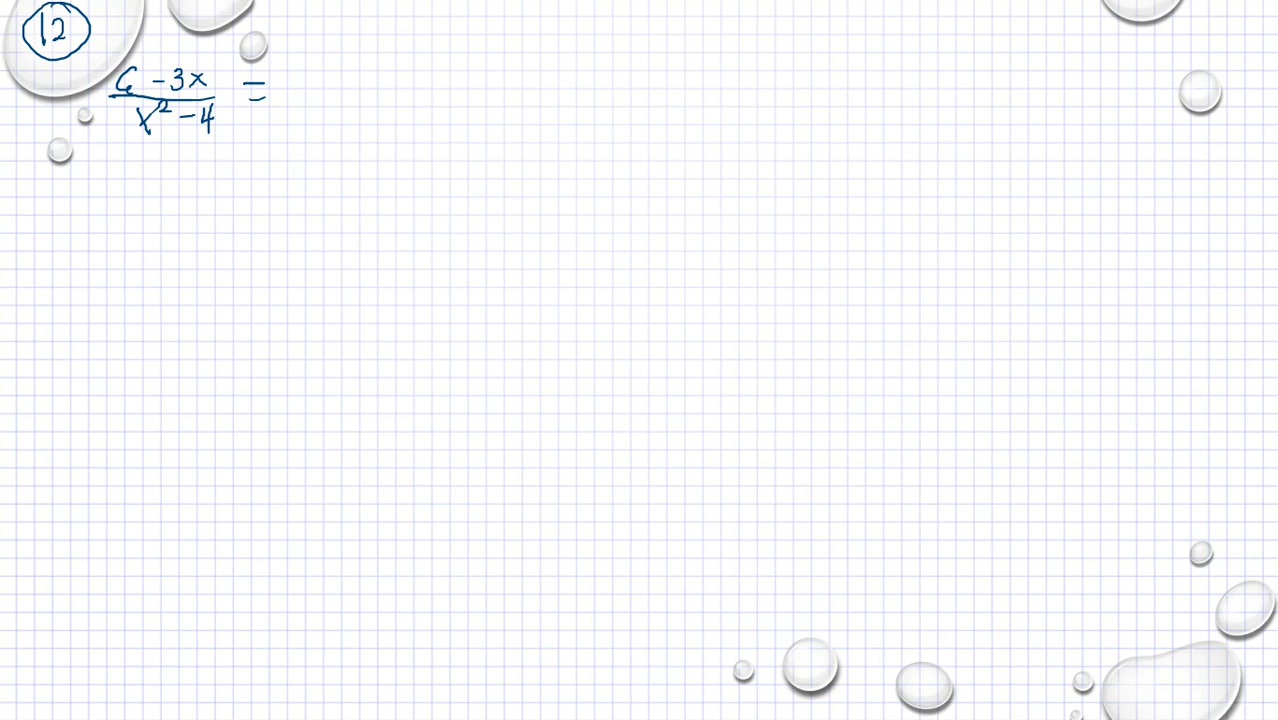 12
6 - 3x / x² - 4 =